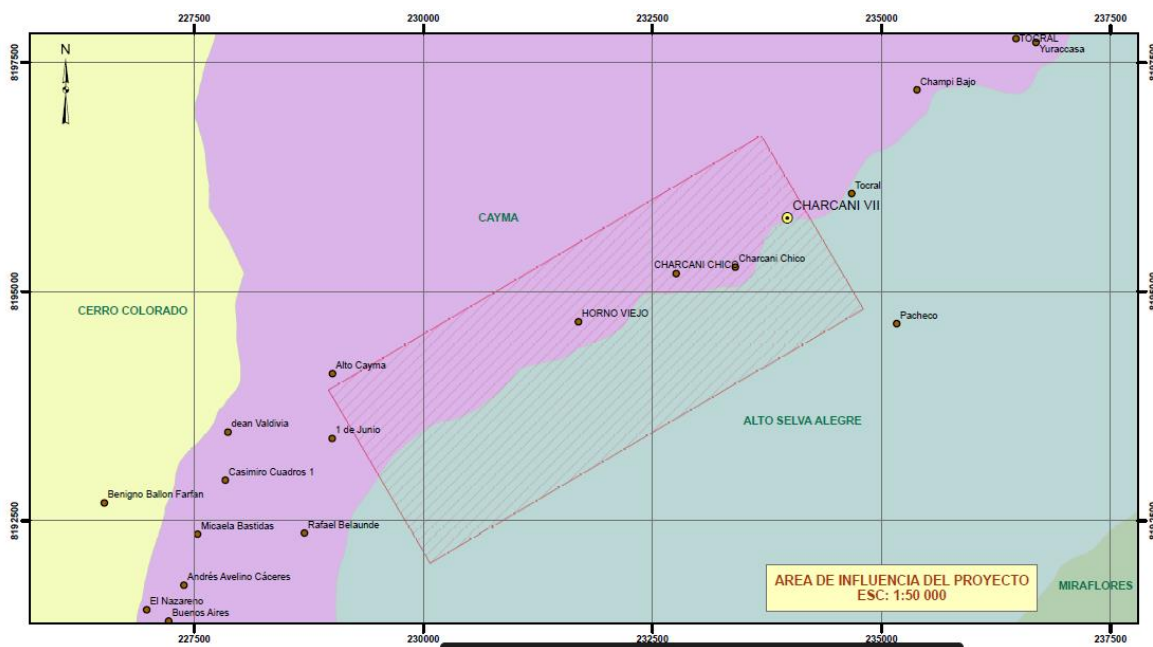 227500
230000
232500
235000
237500
8197500
8197500
N
TOCRAL
Yuraccasa
Champi Bajo
Tocral
CHARCANI VII
CAYMA
CHARCANI CHICO
Charcani Chico
8195000
8195000
CERRO COLORADO
HORNO VIEJO
Pacheco
Alto Cayma
ALTO SELVA ALEGRE
dean Valdivia
1 de Junio
Casimiro Cuadros 1
Benigno Ballon Farfan
8192500
8192500
Micaela Bastidas
Rafael Belaunde
Andrés Avelino Cáceres
AREA DE INFLUENCIA DEL PROYECTO
ESC: 1:50 000
MIRAFLORES
El Nazareno
Buenos Aires
227500
230000
232500
235000
237500